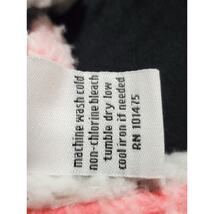 machine wash cold
non-chlorine bleach
tumble dry low
cool iron if needed
RN 101475